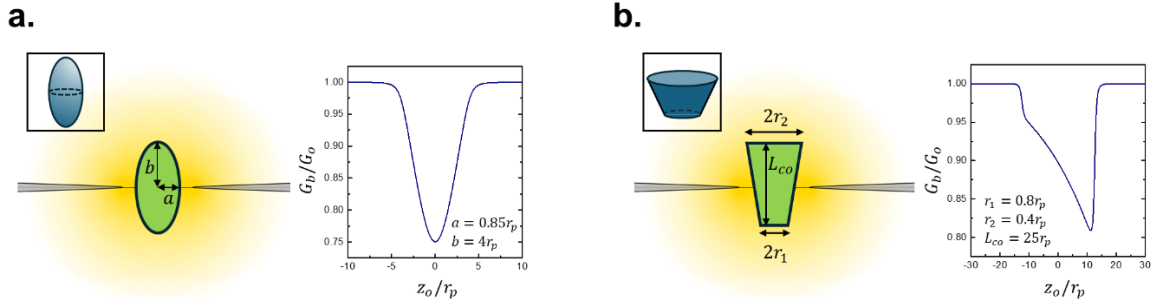 a.
b
a
G_b/G_o
1.00
0.95
0.90
0.85
0.80
0.75
a = 0.85r_p
b = 4r_p
-10
-5
0
5
10
z_o/r_p
b.
2r_2
L_co
2r_1
G_b/G_o
1.00
0.95
0.90
0.85
0.80
r_1 = 0.8r_p
r_2 = 0.4r_p
L_co = 25r_p
-30
-20
-10
0
10
20
30
z_o/r_p